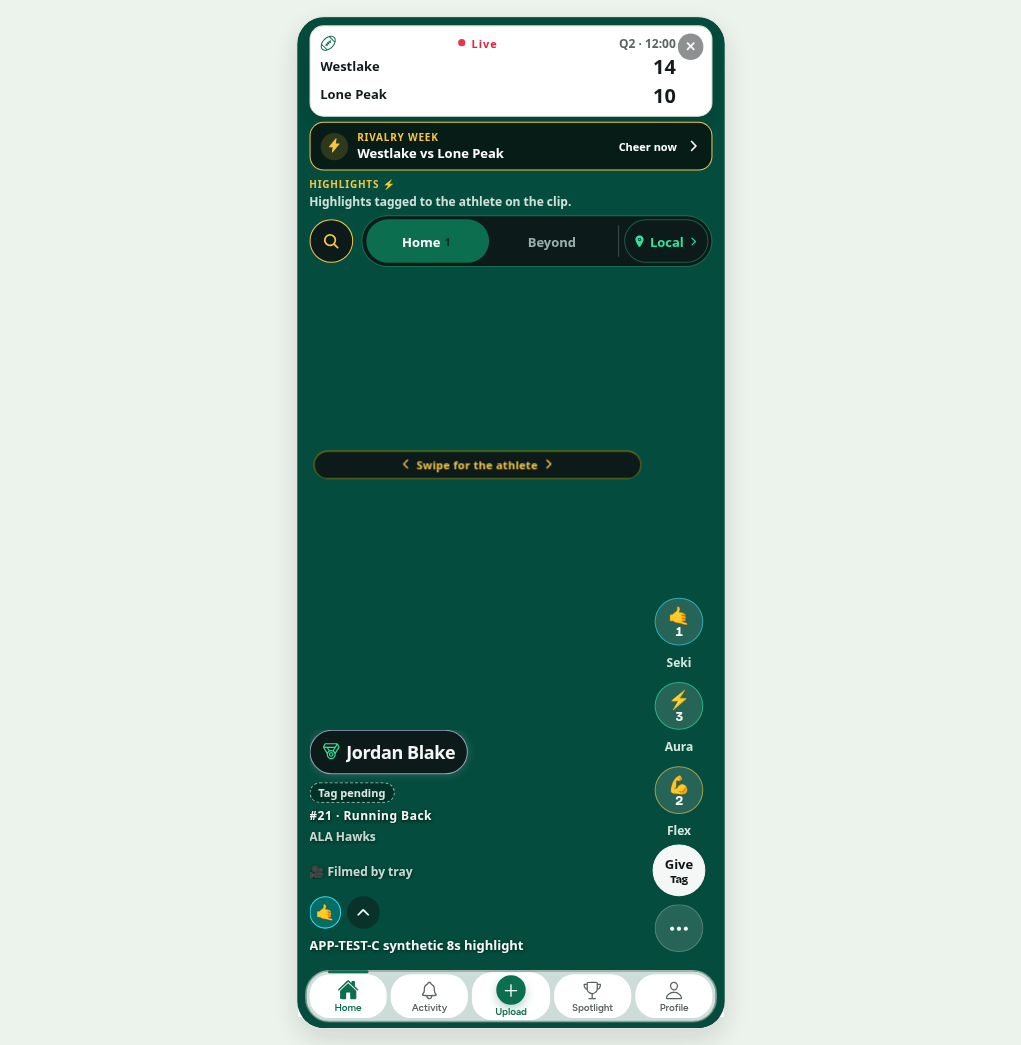 Live
Q2 · 12:00
Westlake 14
Lone Peak 10
RIVALRY WEEK
Westlake vs Lone Peak
Cheer now
HIGHLIGHTS ⚡
Highlights tagged to the athlete on the clip.
Home 1
Beyond
Local
Swipe for the athlete
1
Seki
3
Aura
2
Flex
Give
Tag
Jordan Blake
Tag pending
#21 · Running Back
ALA Hawks
🎥 Filmed by tray
APP-TEST-C synthetic 8s highlight
Home
Activity
Upload
Spotlight
Profile